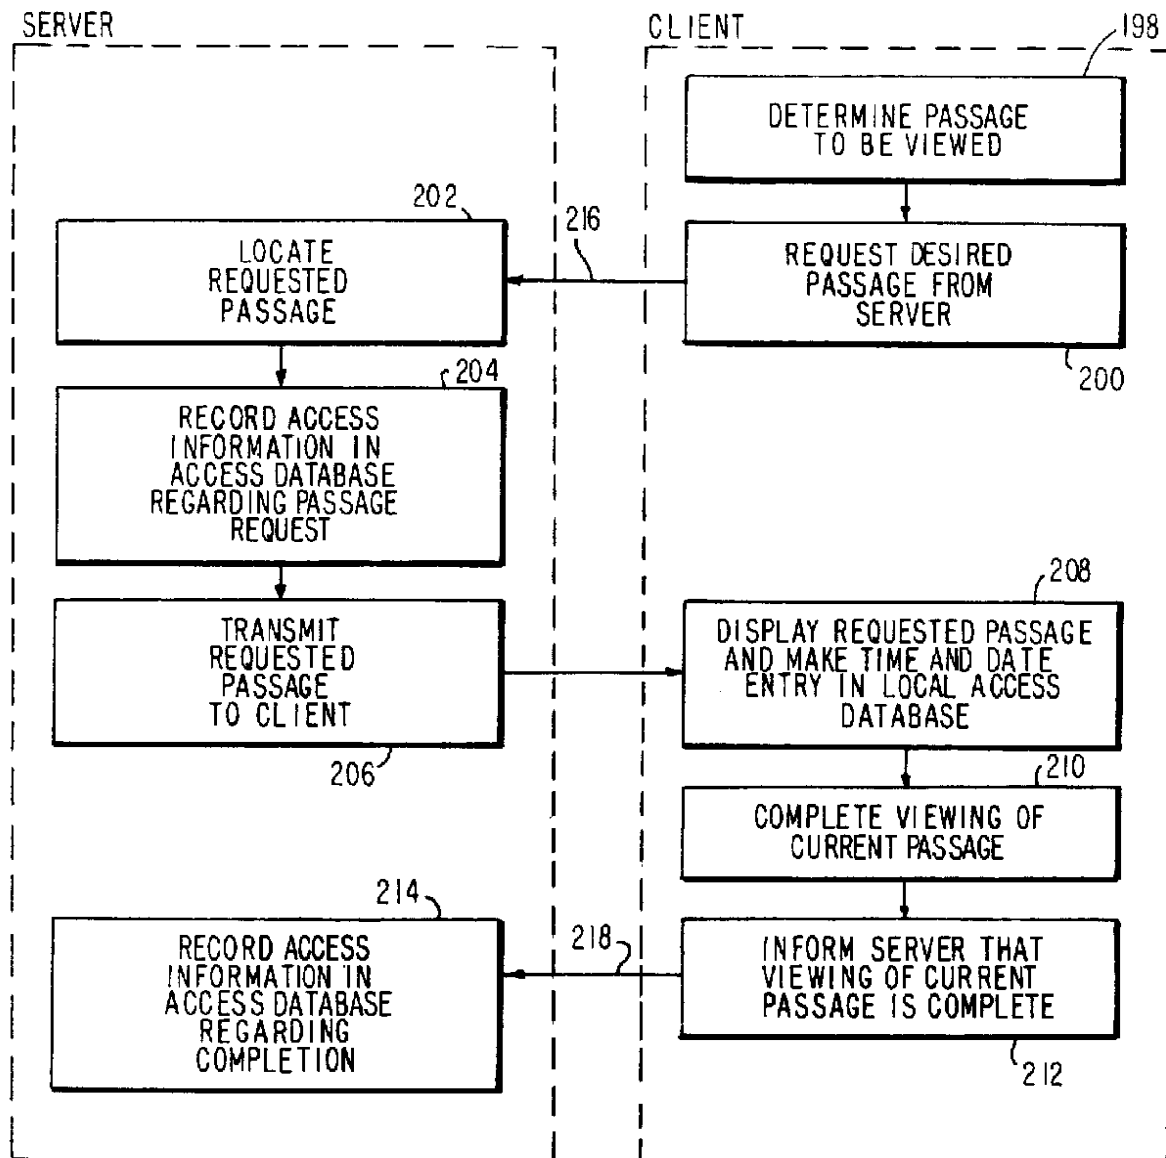 SERVER
CLIENT
198
DETERMINE PASSAGE
TO BE VIEWED
202
LOCATE
REQUESTED
PASSAGE
216
REQUEST DESIRED
PASSAGE FROM
SERVER
200
204
RECORD ACCESS
INFORMATION IN
ACCESS DATABASE
REGARDING PASSAGE
REQUEST
TRANSMIT
REQUESTED
PASSAGE
TO CLIENT
206
208
DISPLAY REQUESTED PASSAGE
AND MAKE TIME AND DATE
ENTRY IN LOCAL ACCESS
DATABASE
210
COMPLETE VIEWING OF
CURRENT PASSAGE
214
RECORD ACCESS
INFORMATION IN
ACCESS DATABASE
REGARDING
COMPLETION
218
INFORM SERVER THAT
VIEWING OF CURRENT
PASSAGE IS COMPLETE
212